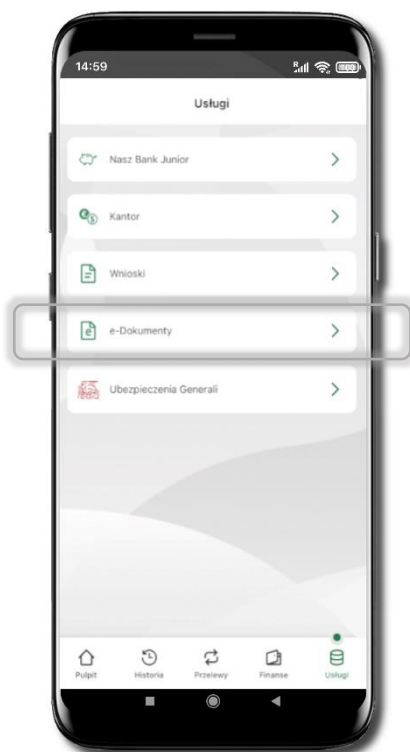 14:59
R
Usługi
Nasz Bank Junior
Kantor
Wnioski
e-Dokumenty
Ubezpieczenia Generali
Pulpit
Historia
Przelewy
Finanse
Usługi